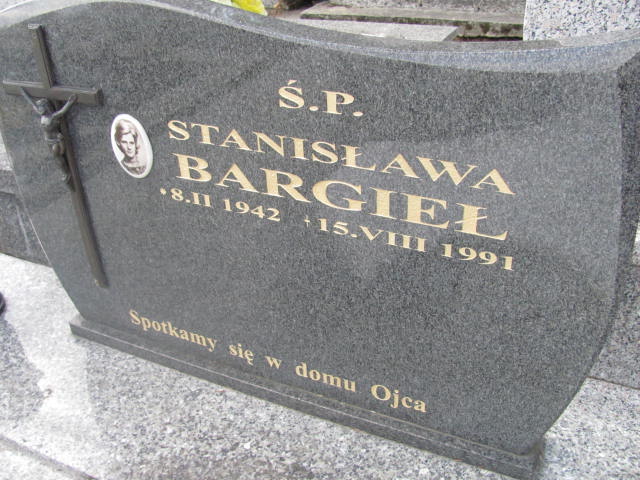 Ś.P.
STANISŁAWA
BARGIEŁ
*8.II 1942 +15.VIII 1991
Spotkamy się w domu Ojca